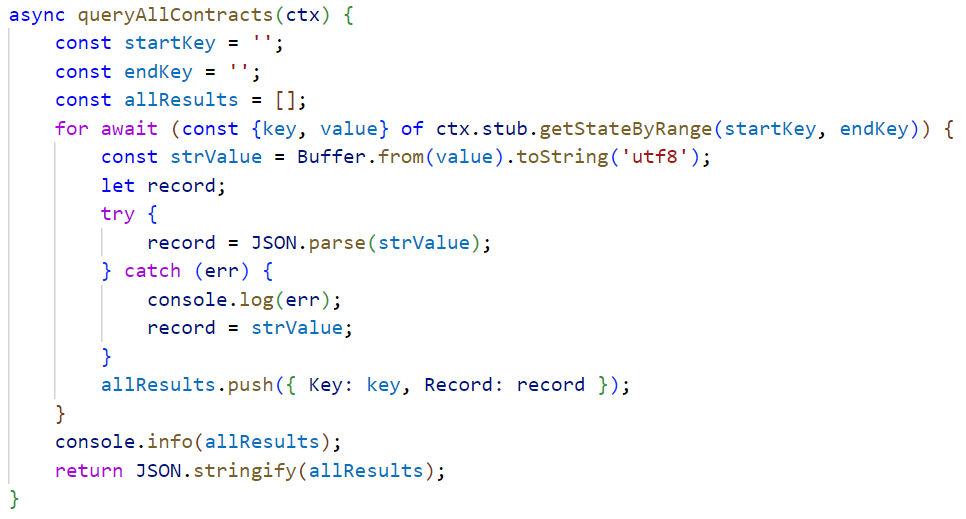 async queryAllContracts(ctx) {
    const startKey = '';
    const endKey = '';
    const allResults = [];
    for await (const {key, value} of ctx.stub.getStateByRange(startKey, endKey)) {
        const strValue = Buffer.from(value).toString('utf8');
        let record;
        try {
            record = JSON.parse(strValue);
        } catch (err) {
            console.log(err);
            record = strValue;
        }
        allResults.push({ Key: key, Record: record });
    }
    console.info(allResults);
    return JSON.stringify(allResults);
}